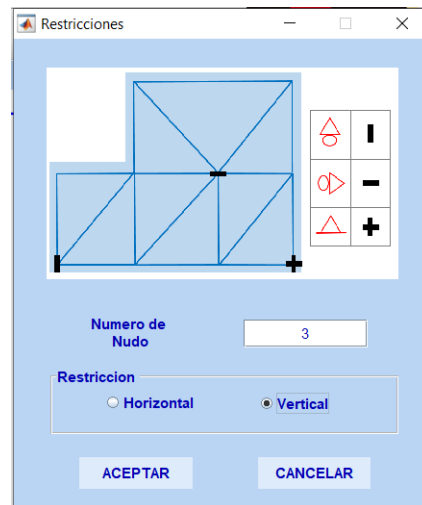 Restricciones
Numero de
Nudo
3
Restriccion
Horizontal
Vertical
ACEPTAR
CANCELAR